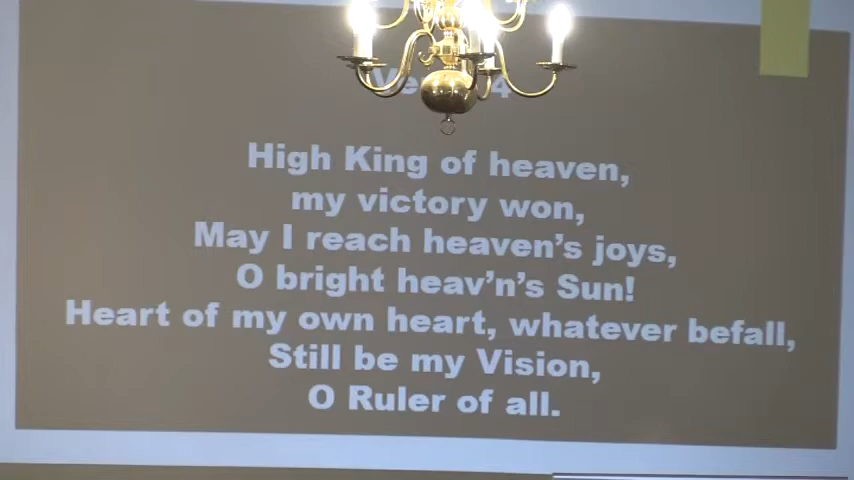 High King of heaven,
my victory won,
May I reach heaven's joys,
O bright heav'n's Sun!
Heart of my own heart, whatever befall,
Still be my Vision,
O Ruler of all.